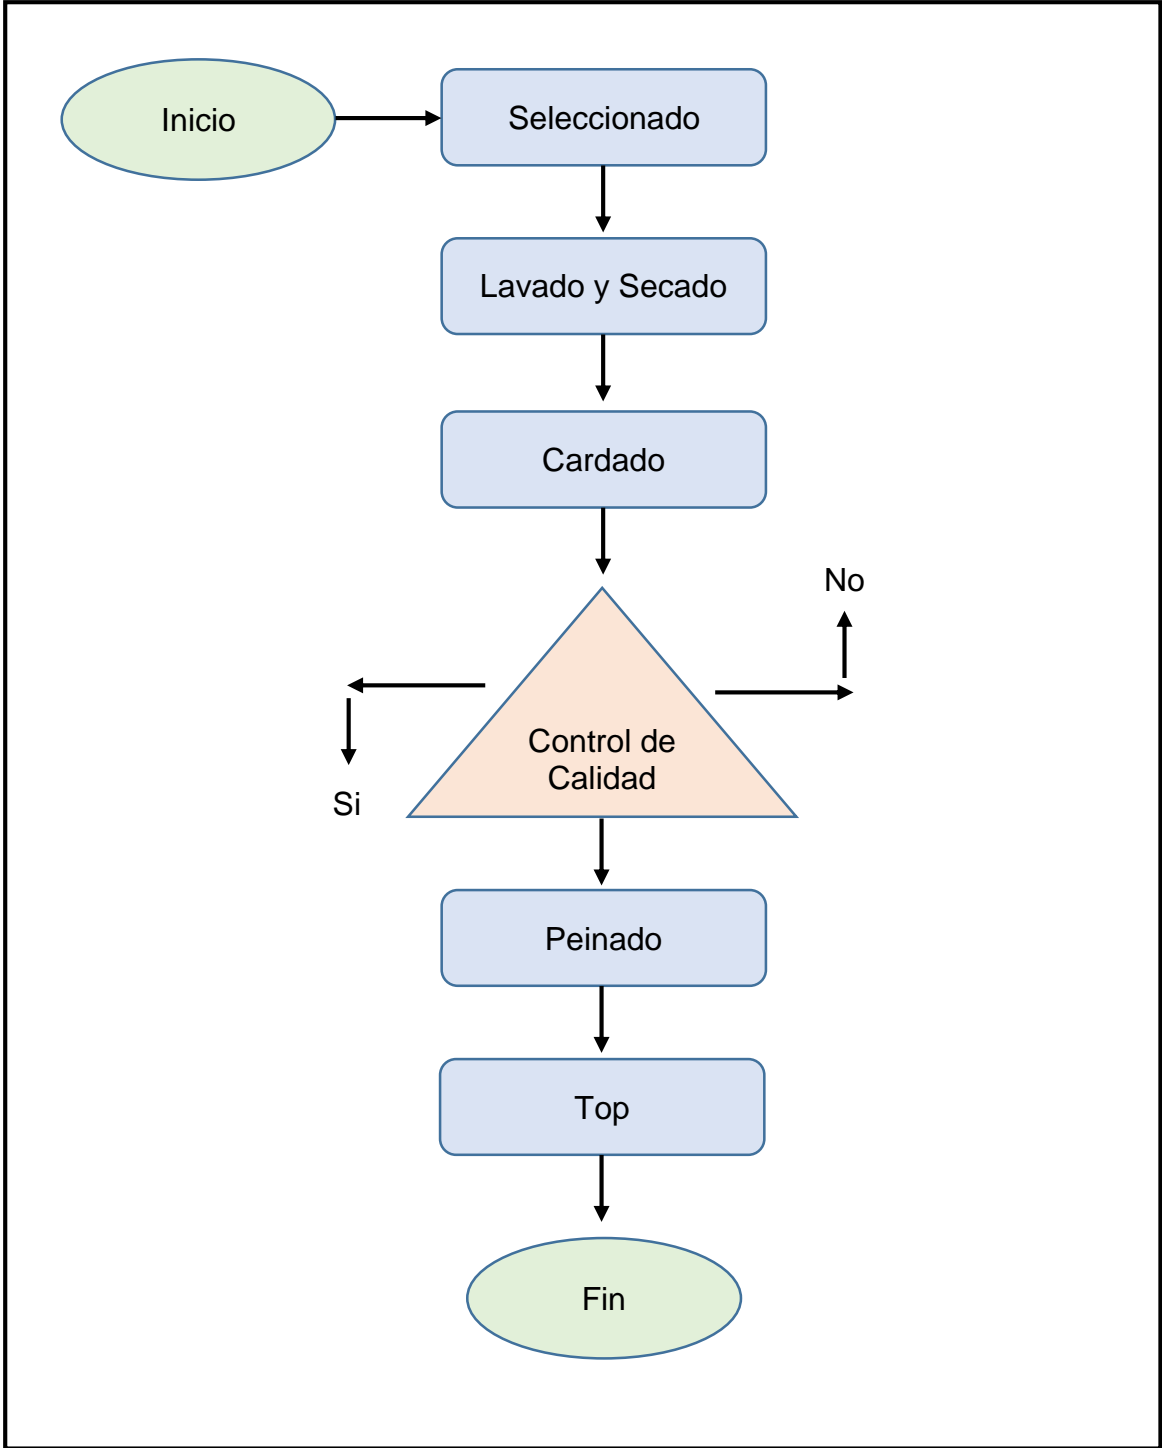 Inicio
Seleccionado
Lavado y Secado
Cardado
No
Control de
Calidad
Si
Peinado
Top
Fin